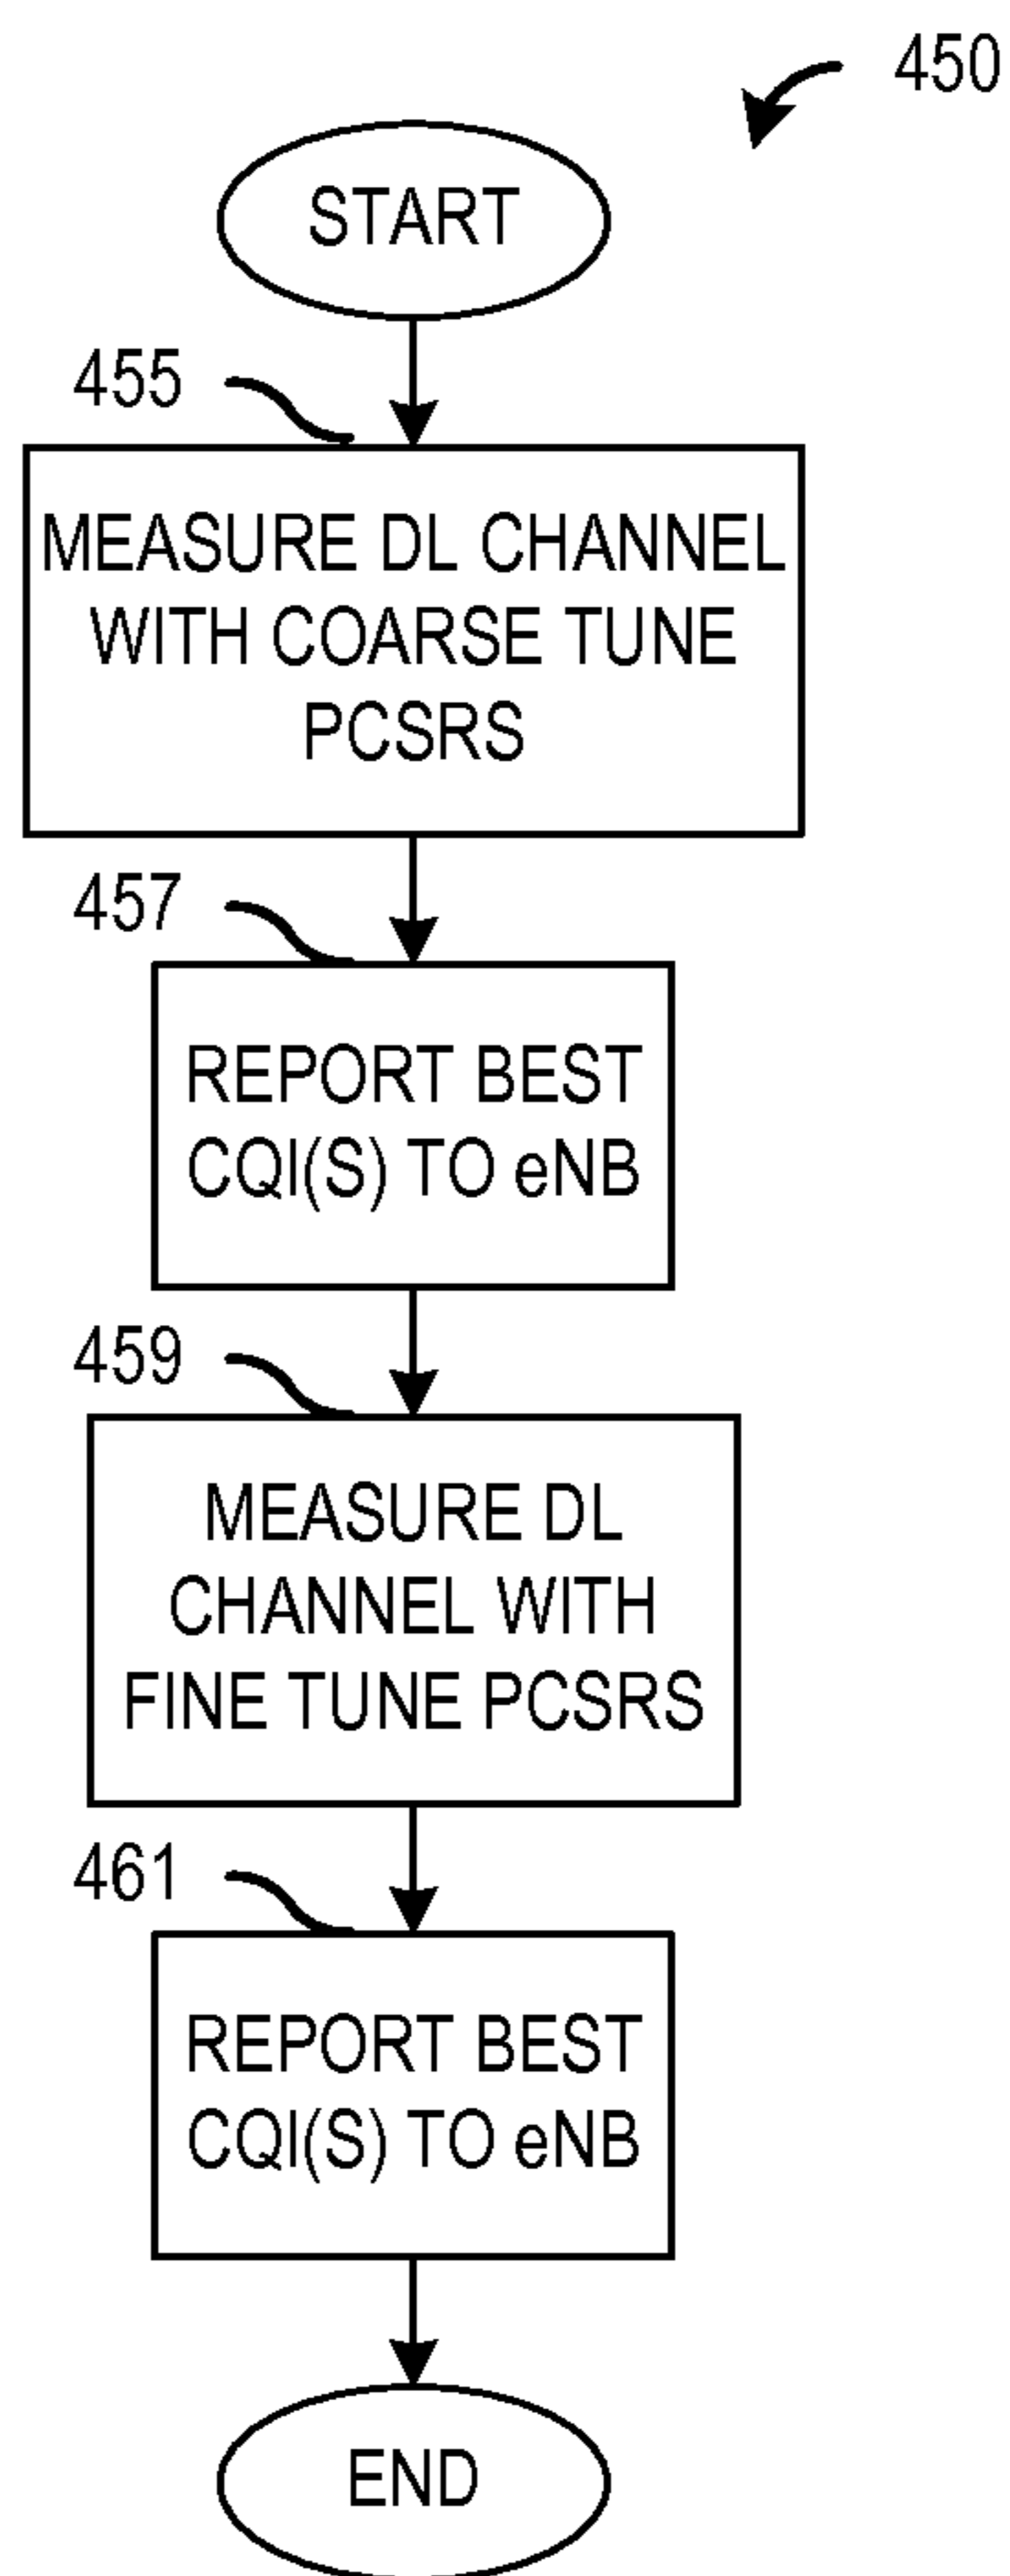 450
START
455
MEASURE DL CHANNEL
WITH COARSE TUNE
PCSRS
457
REPORT BEST
CQI(S) TO eNB
459
MEASURE DL
CHANNEL WITH
FINE TUNE PCSRS
461
REPORT BEST
CQI(S) TO eNB
END